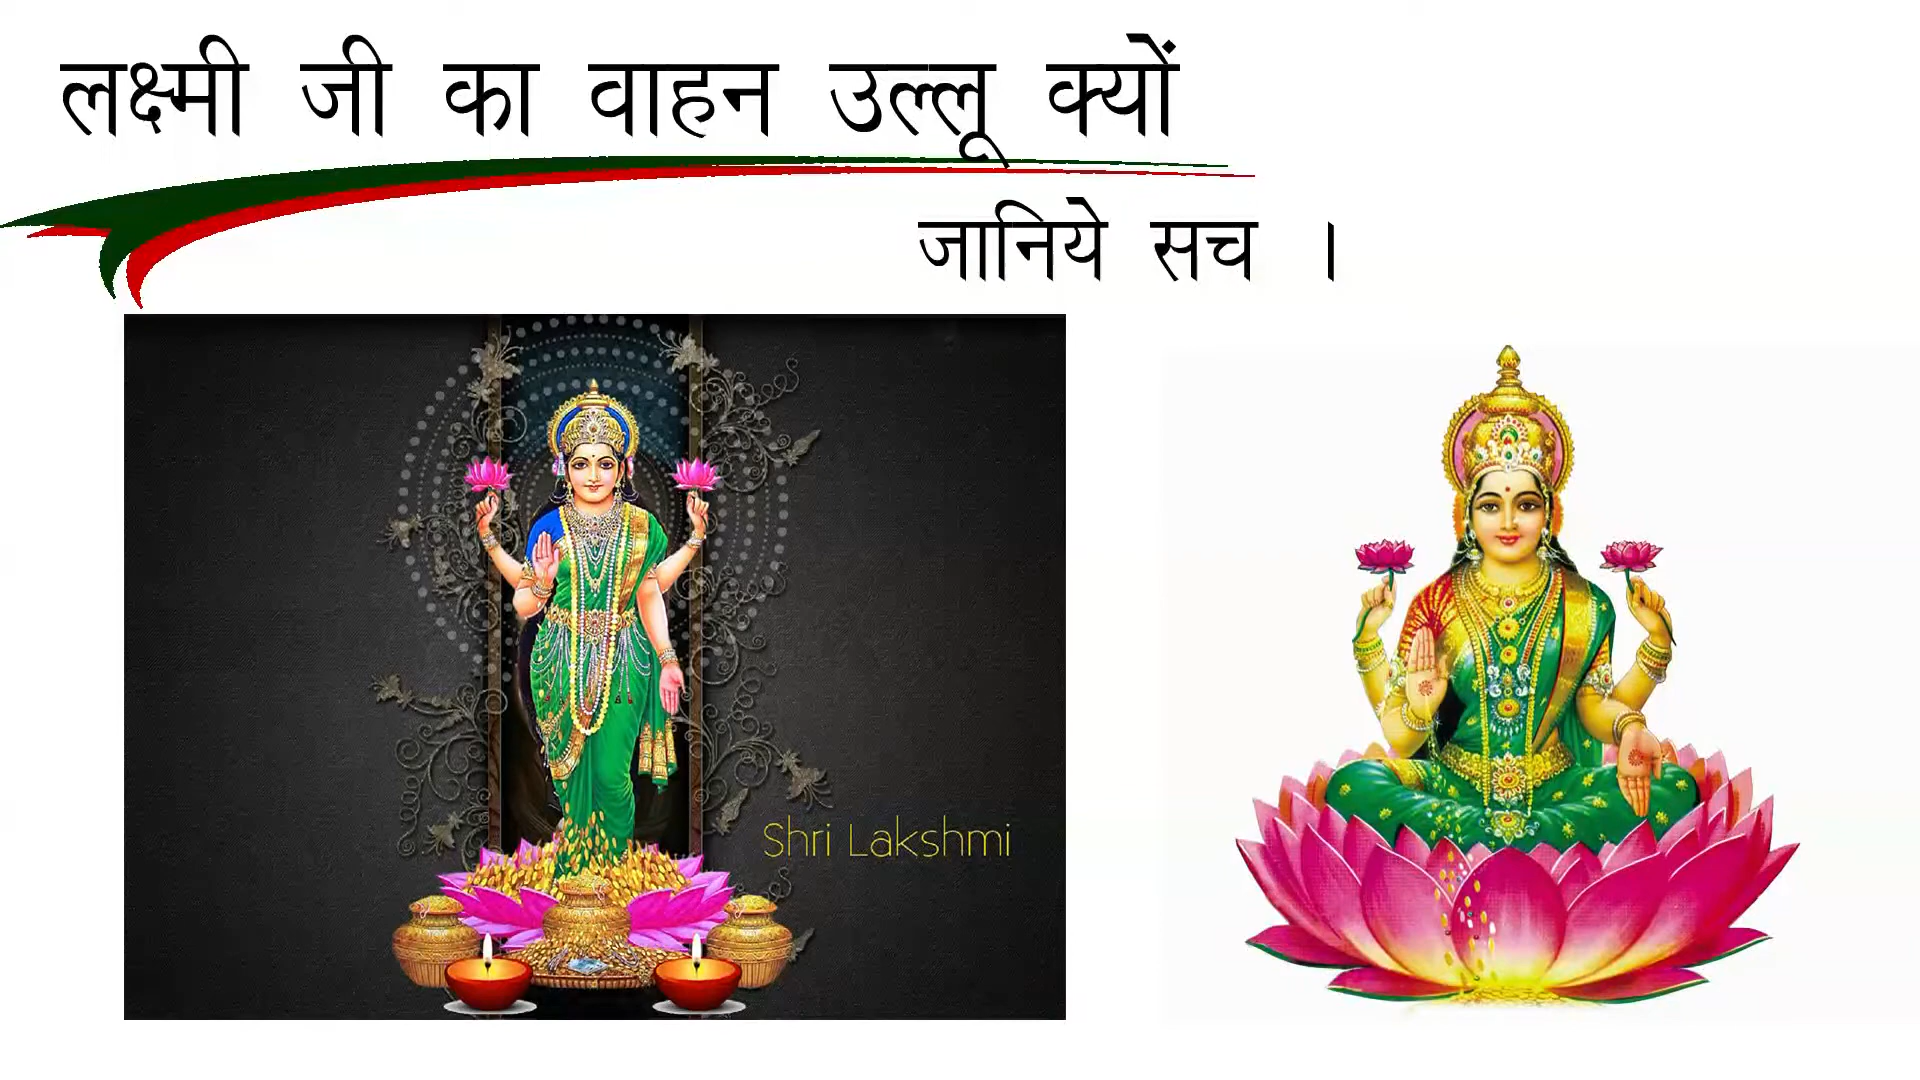 लक्ष्मी जी का वाहन उल्लू क्यों
जानिये सच ।
Shri Lakshmi